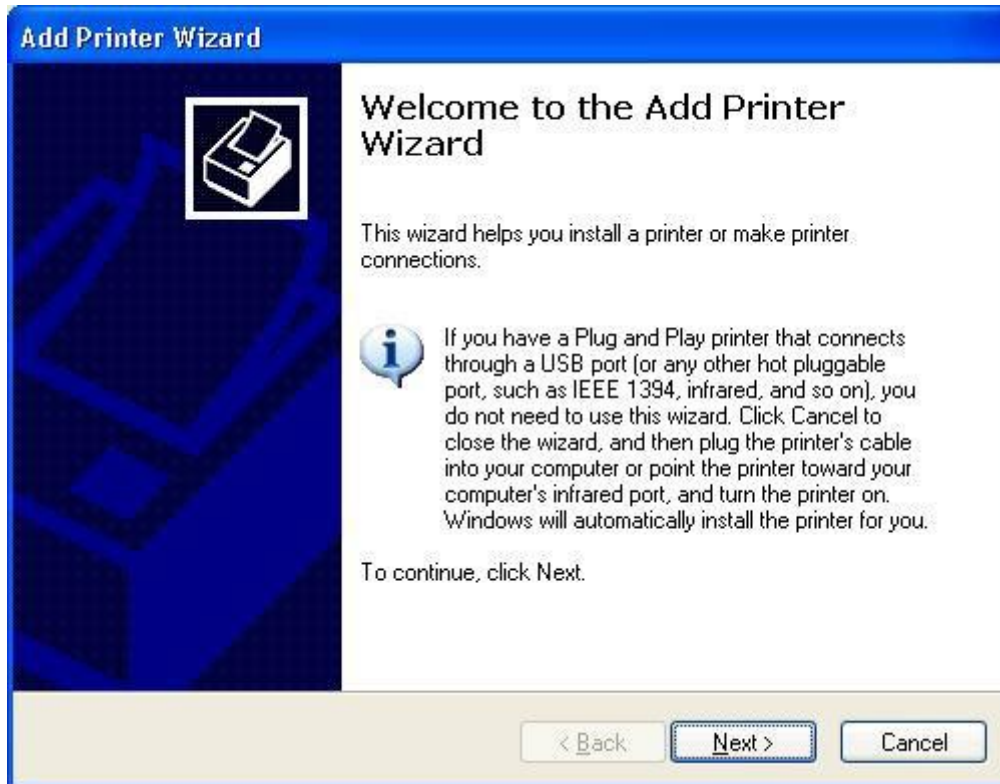 Add Printer Wizard
Welcome to the Add Printer
Wizard
This wizard helps you install a printer or make printer
connections.
If you have a Plug and Play printer that connects
through a USB port (or any other hot pluggable
port, such as IEEE 1394, infrared, and so on), you
do not need to use this wizard. Click Cancel to
close the wizard, and then plug the printer's cable
into your computer or point the printer toward your
computer's infrared port, and turn the printer on.
Windows will automatically install the printer for you.
To continue, click Next.
< Back
Next >
Cancel